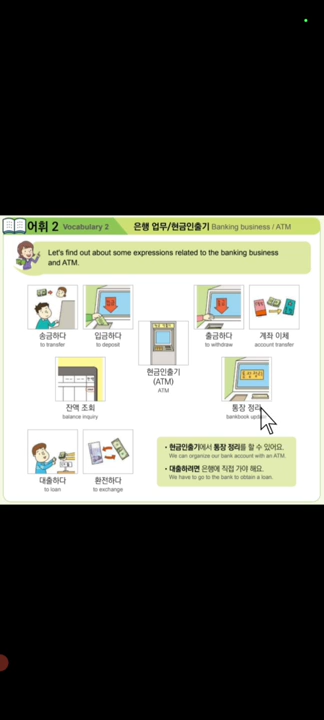 어휘 2 Vocabulary 2 은행 업무/현금인출기 Banking business / ATM
Let's find out about some expressions related to the banking business
and ATM.
송금하다
to transfer
입금하다
to deposit
현금인출기
(ATM)
ATM
출금하다
to withdraw
계좌 이체
account transfer
잔액 조회
balance inquiry
통장 정리
bankbook
대출하다
to loan
환전하다
to exchange
• 현금인출기에서 통장 정리를 할 수 있어요.
We can organize our bank account with an ATM.
• 대출하려면 은행에 직접 가야 해요.
We have to go to the bank to obtain a loan.